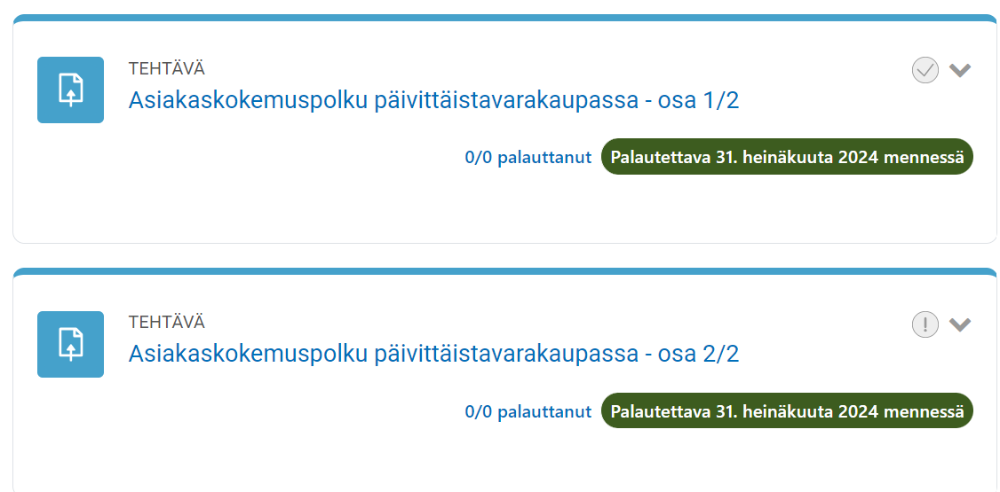 TEHTÄVÄ
Asiakaskokemuspolku päivittäistavarakaupassa - osa 1/2
0/0 palauttanut Palautettava 31. heinäkuuta 2024 mennessä
TEHTÄVÄ
Asiakaskokemuspolku päivittäistavarakaupassa - osa 2/2
0/0 palauttanut Palautettava 31. heinäkuuta 2024 mennessä